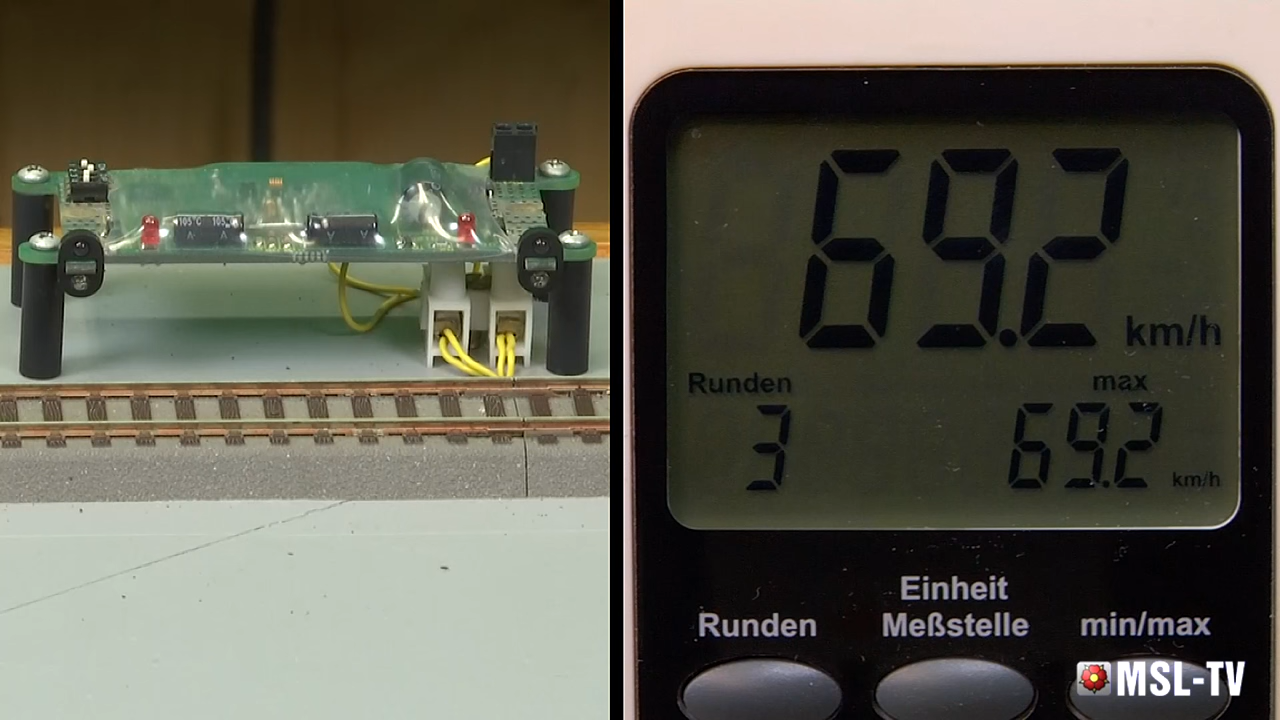 105°C 105°C
69.2
km/h
Runden
max
3
69.2
km/h
Einheit
Runden
Meßstelle
min/max
MSL-TV